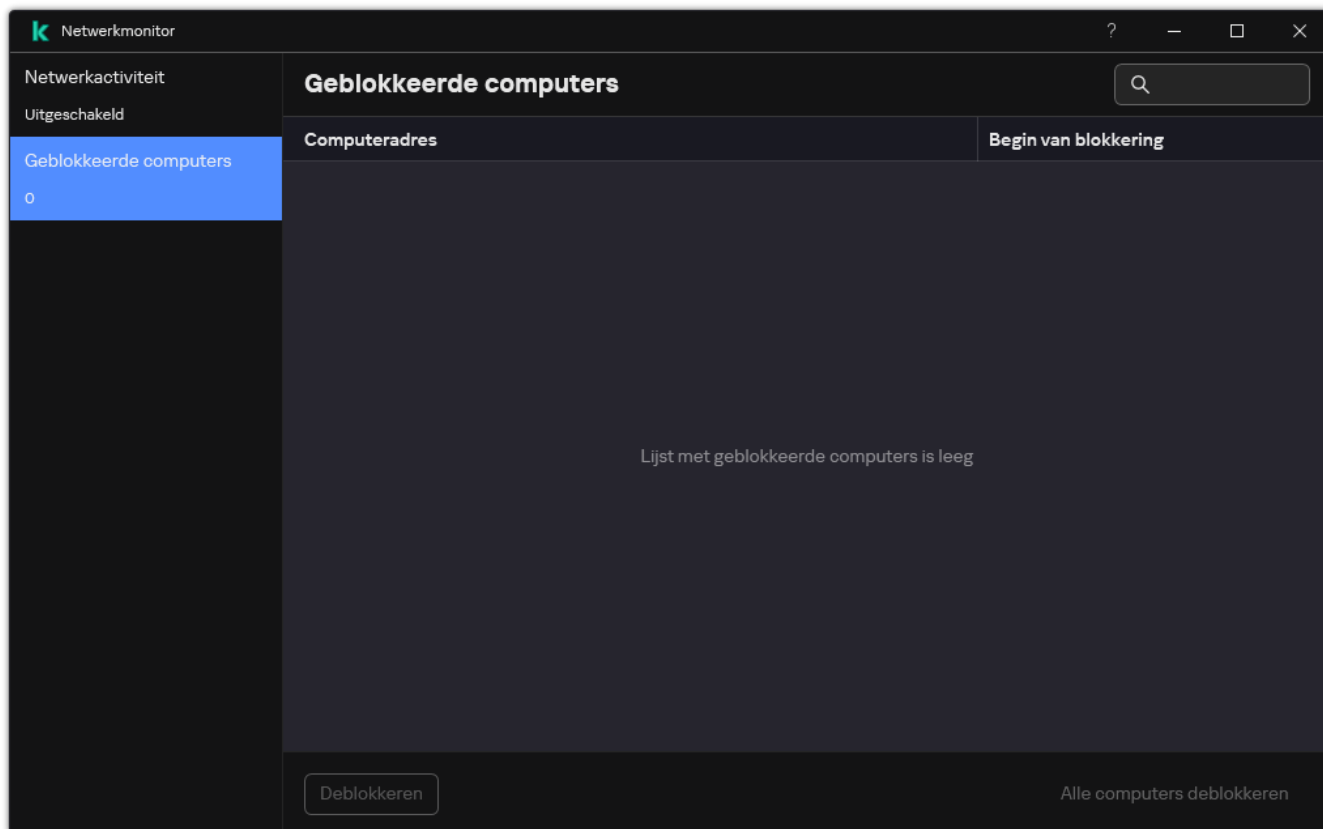 Netwerkmonitor
?
Netwerkactiviteit
Uitgeschakeld
Geblokkeerde computers
0
Geblokkeerde computers
Computeradres Begin van blokkering
Lijst met geblokkeerde computers is leeg
Deblokkeren Alle computers deblokkeren